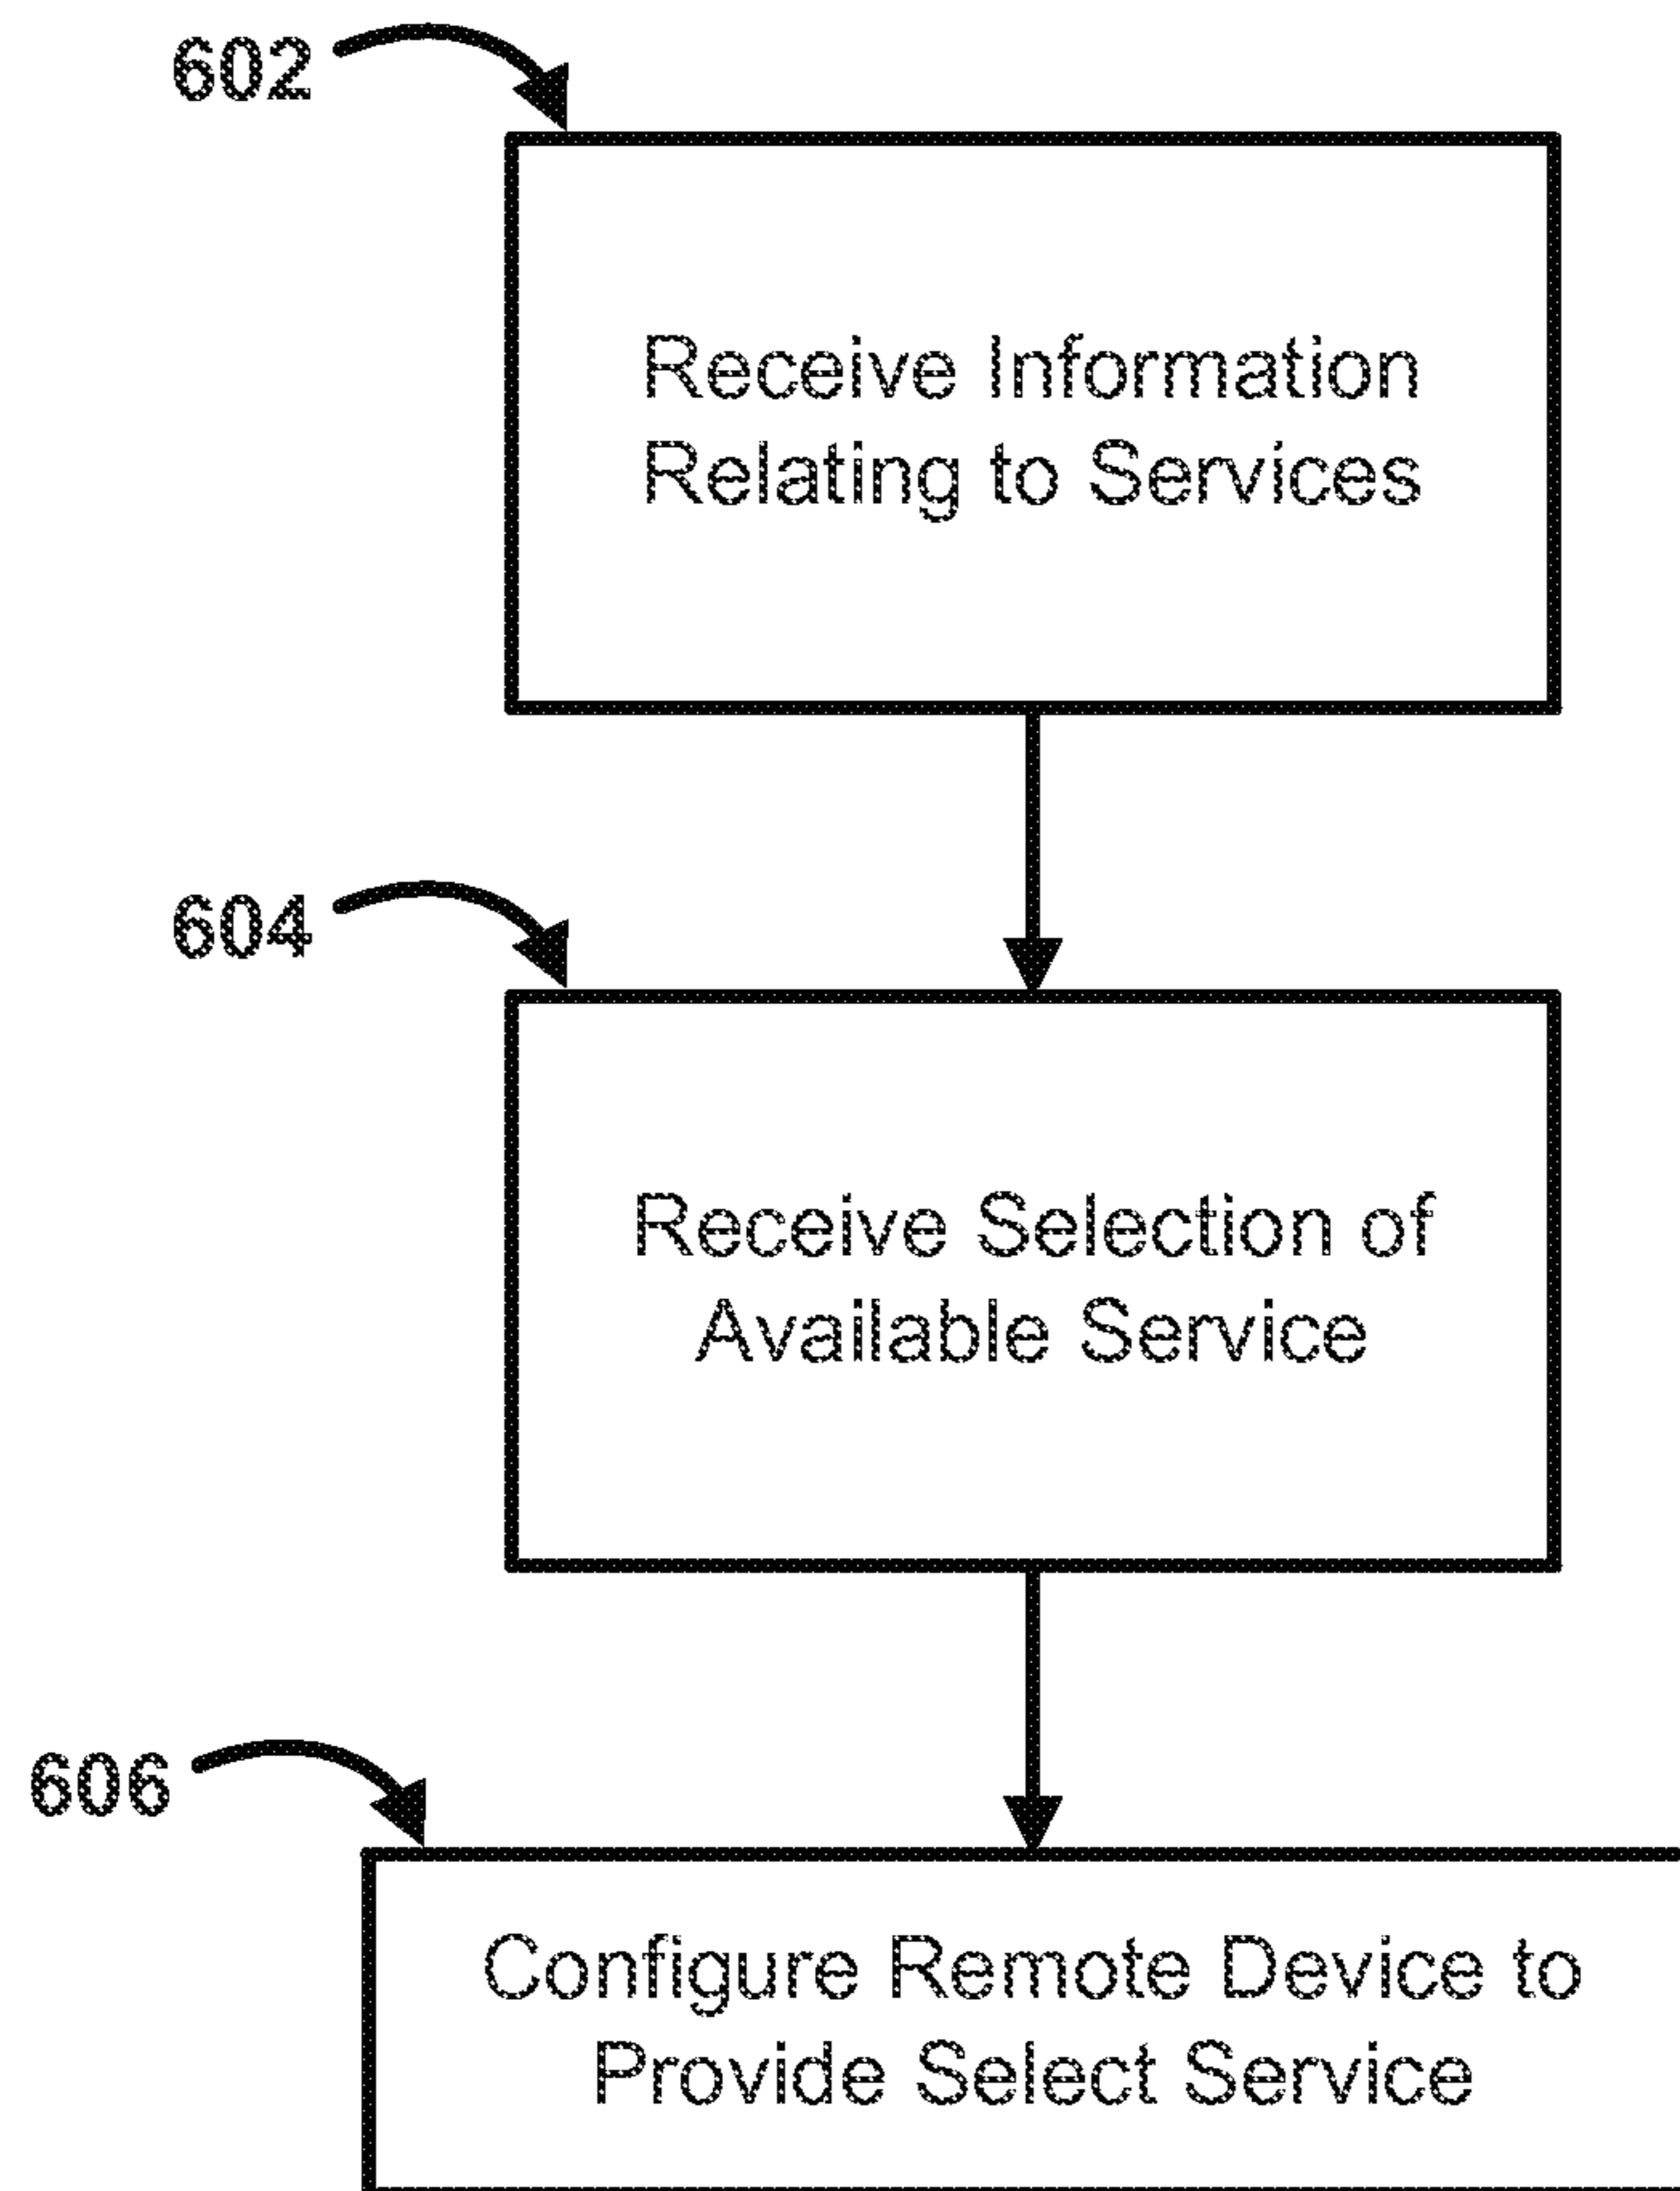 602
Receive Information
Relating to Services
604
Receive Selection of
Available Service
606
Configure Remote Device to
Provide Select Service